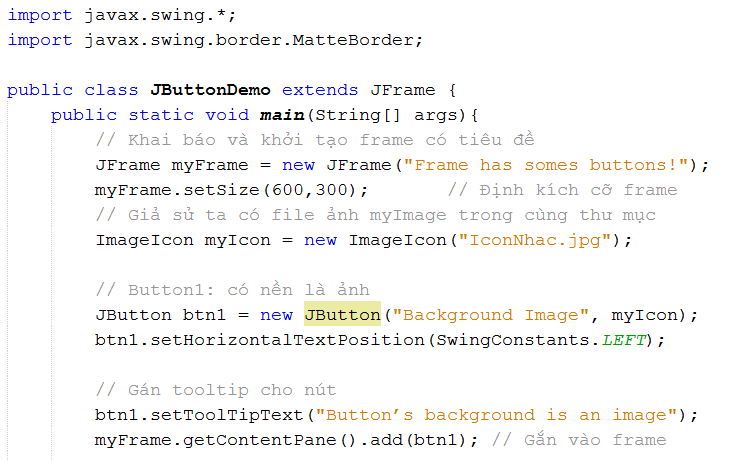 import javax.swing.*;
import javax.swing.border.MatteBorder;
public class JButtonDemo extends JFrame {
public static void main(String[] args){
// Khai báo và khởi tạo frame có tiêu đề
JFrame myFrame = new JFrame("Frame has somes buttons!");
myFrame.setSize(600,300); // Định kích cỡ frame
// Giả sử ta có file ảnh myImage trong cùng thư mục
ImageIcon myIcon = new ImageIcon("IconNhac.jpg");
// Button1: có nền là ảnh
JButton btn1 = new JButton("Background Image", myIcon);
btn1.setHorizontalTextPosition(SwingConstants.LEFT);
// Gán tooltip cho nút
btn1.setToolTipText("Button’s background is an image");
myFrame.getContentPane().add(btn1); // Gắn vào frame